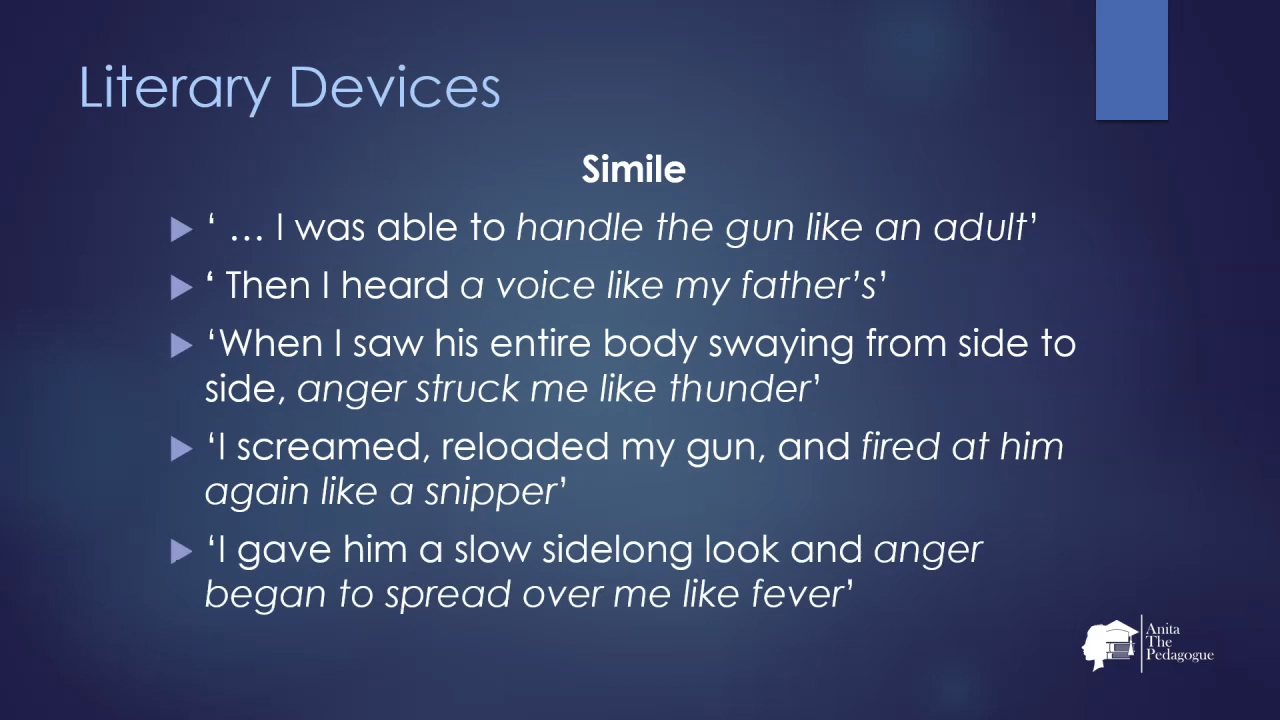 Literary Devices
Simile
‘ … I was able to handle the gun like an adult’
‘ Then I heard a voice like my father’s’
‘When I saw his entire body swaying from side to
side, anger struck me like thunder’
‘I screamed, reloaded my gun, and fired at him
again like a snipper’
‘I gave him a slow sidelong look and anger
began to spread over me like fever’
Anita
The
Pedagogue